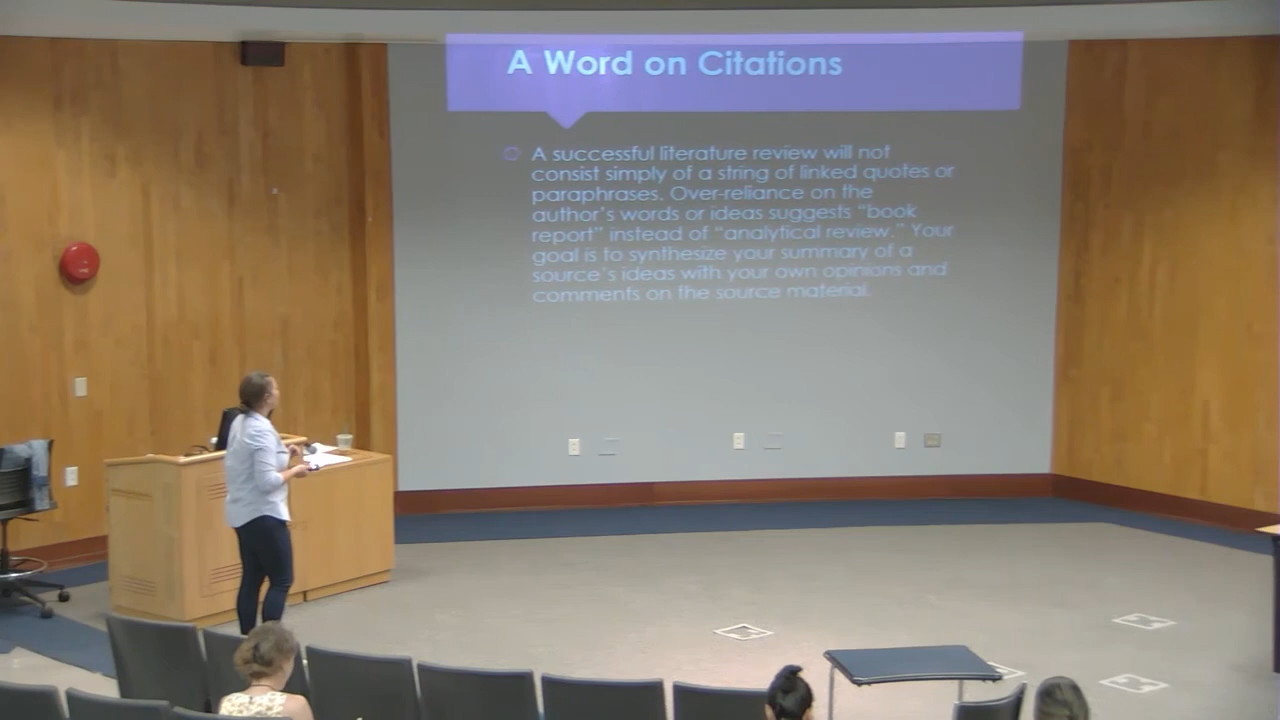 A Word on Citations
A successful literature review will not
consist simply of a string of linked quotes or
paraphrases. Over-reliance on the
author's words or ideas suggests "book
report" instead of "analytical review." Your
goal is to synthesize your summary of a
source's ideas with your own opinions and
comments on the source material.